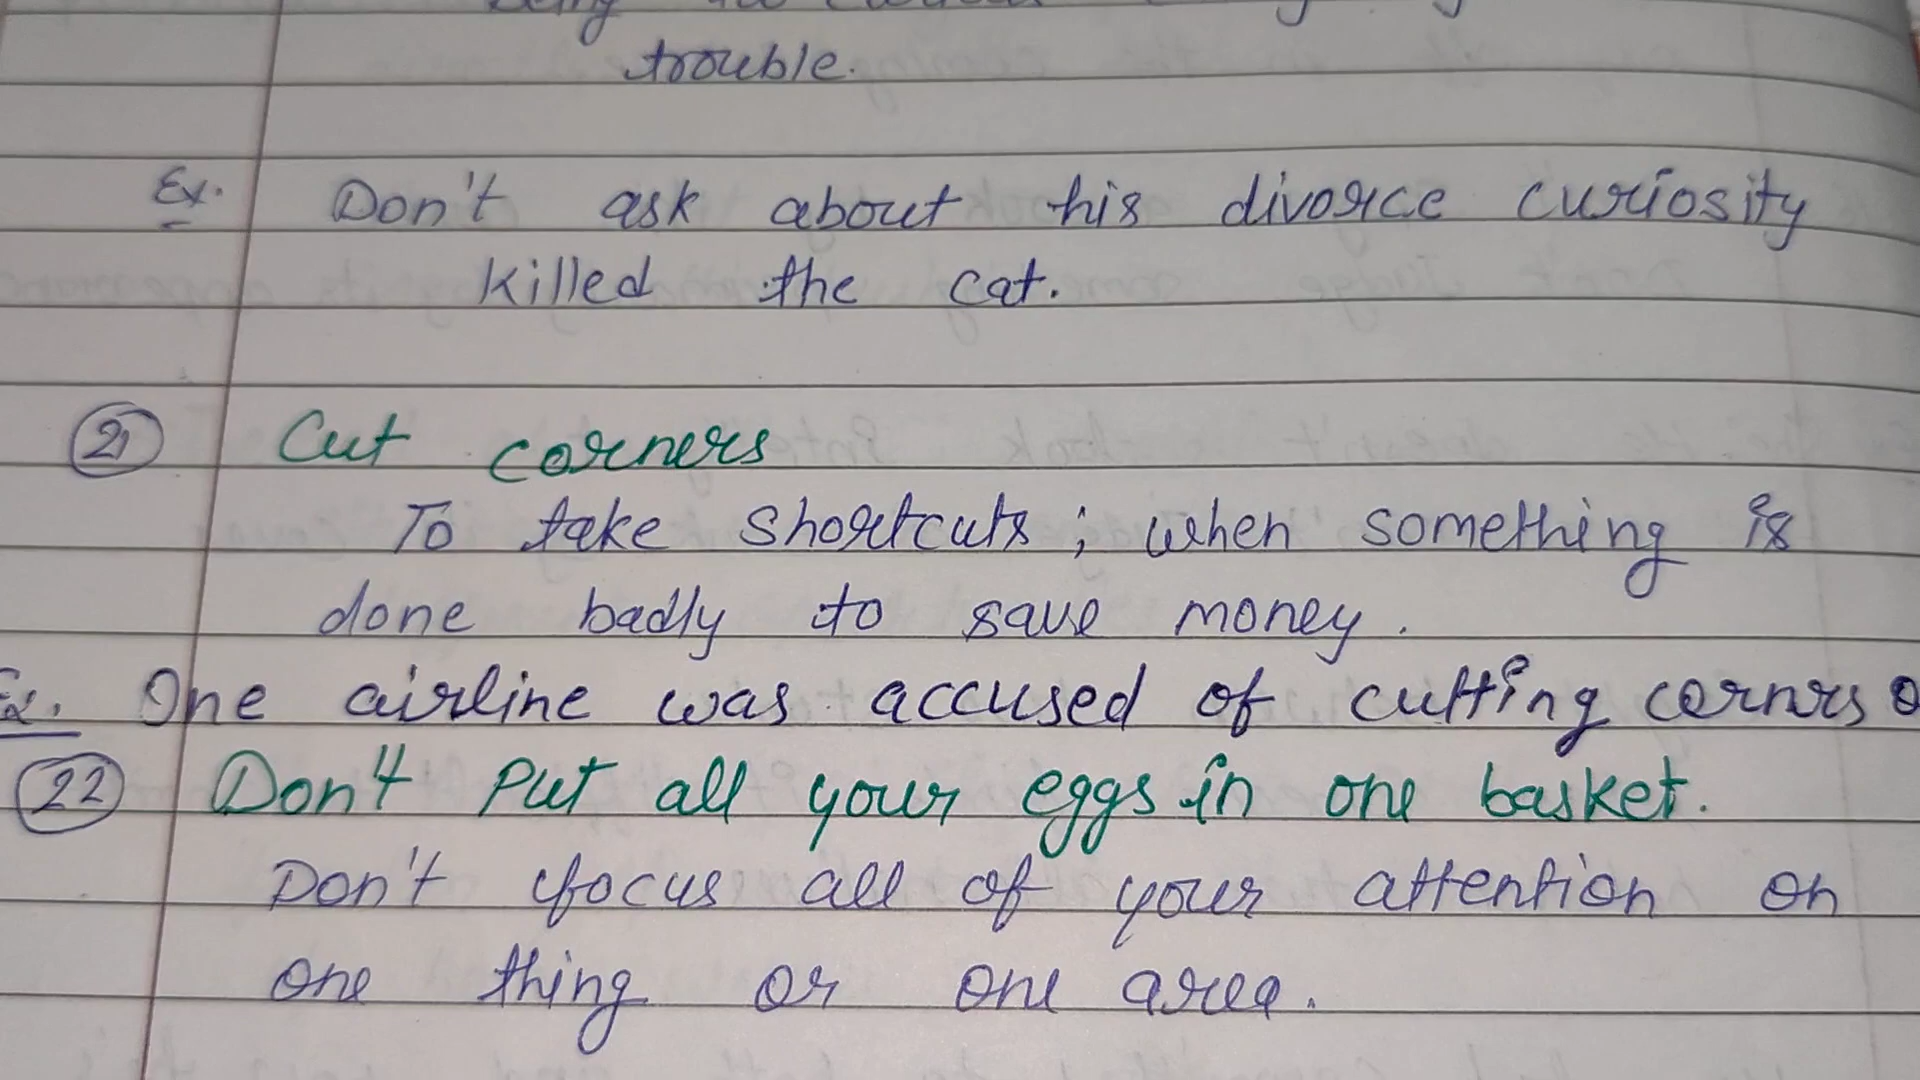 trouble.
Ex. Don't ask about his divorce curiosity
killed the cat.
21 Cut corners
To take shortcuts ; when something is
done badly to save money.
Ex. One airline was accused of cutting corners
22 Don't Put all your eggs in one basket.
Don't focus all of your attention on
one thing or one area.